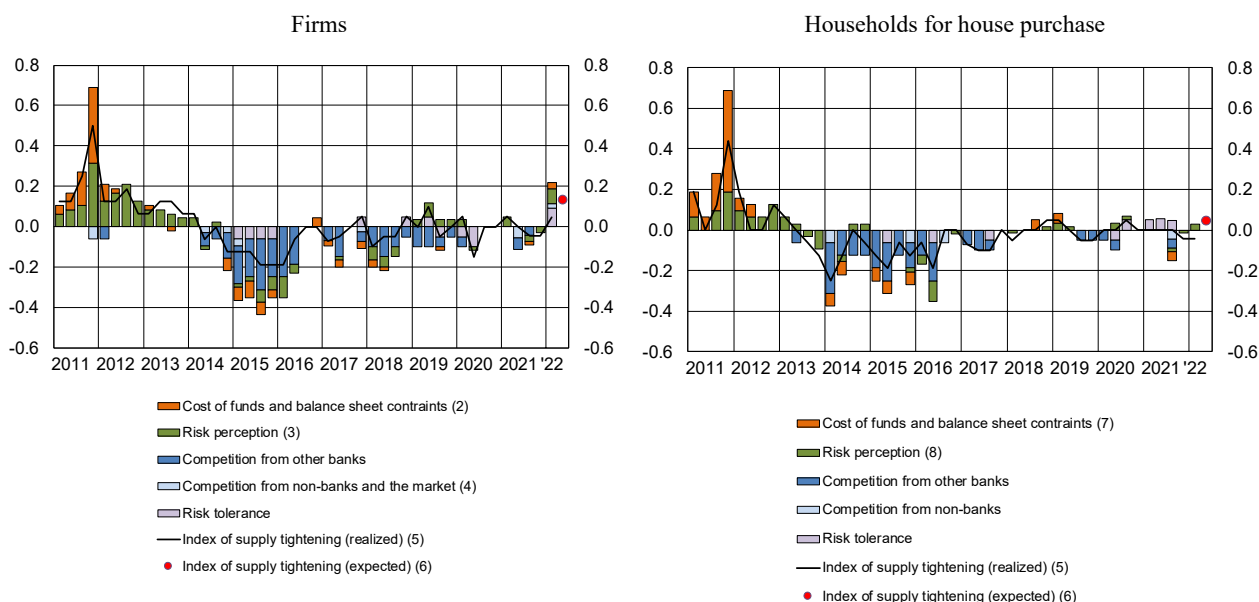 Firms
0.8 0.8
0.6 0.6
0.4 0.4
0.2 0.2
0.0 0.0
-0.2 -0.2
-0.4 -0.4
-0.6 -0.6
2011 2012 2013 2014 2015 2016 2017 2018 2019 2020 2021 '22
Cost of funds and balance sheet contraints (2)
Risk perception (3)
Competition from other banks
Competition from non-banks and the market (4)
Risk tolerance
Index of supply tightening (realized) (5)
Index of supply tightening (expected) (6)
Households for house purchase
0.8 0.8
0.6 0.6
0.4 0.4
0.2 0.2
0.0 0.0
-0.2 -0.2
-0.4 -0.4
-0.6 -0.6
2011 2012 2013 2014 2015 2016 2017 2018 2019 2020 2021 '22
Cost of funds and balance sheet contraints (7)
Risk perception (8)
Competition from other banks
Competition from non-banks
Risk tolerance
Index of supply tightening (realized) (5)
Index of supply tightening (expected) (6)